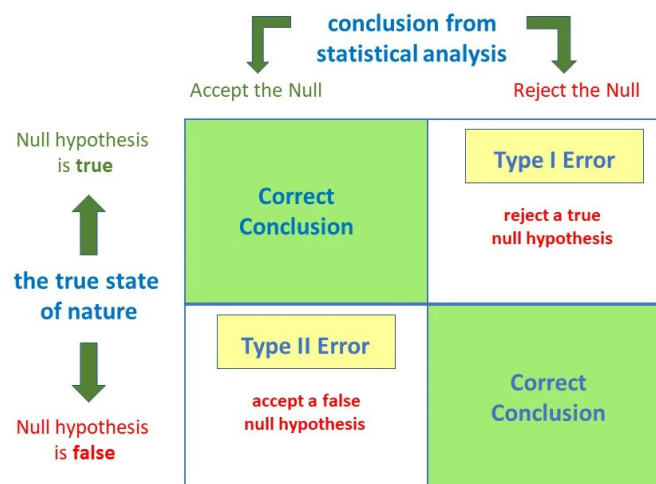 conclusion from
statistical analysis
Accept the Null
Reject the Null
Null hypothesis
is true
Type I Error
Correct
Conclusion
reject a true
null hypothesis
the true state
of nature
Type II Error
Correct
Conclusion
accept a false
null hypothesis
Null hypothesis
is false